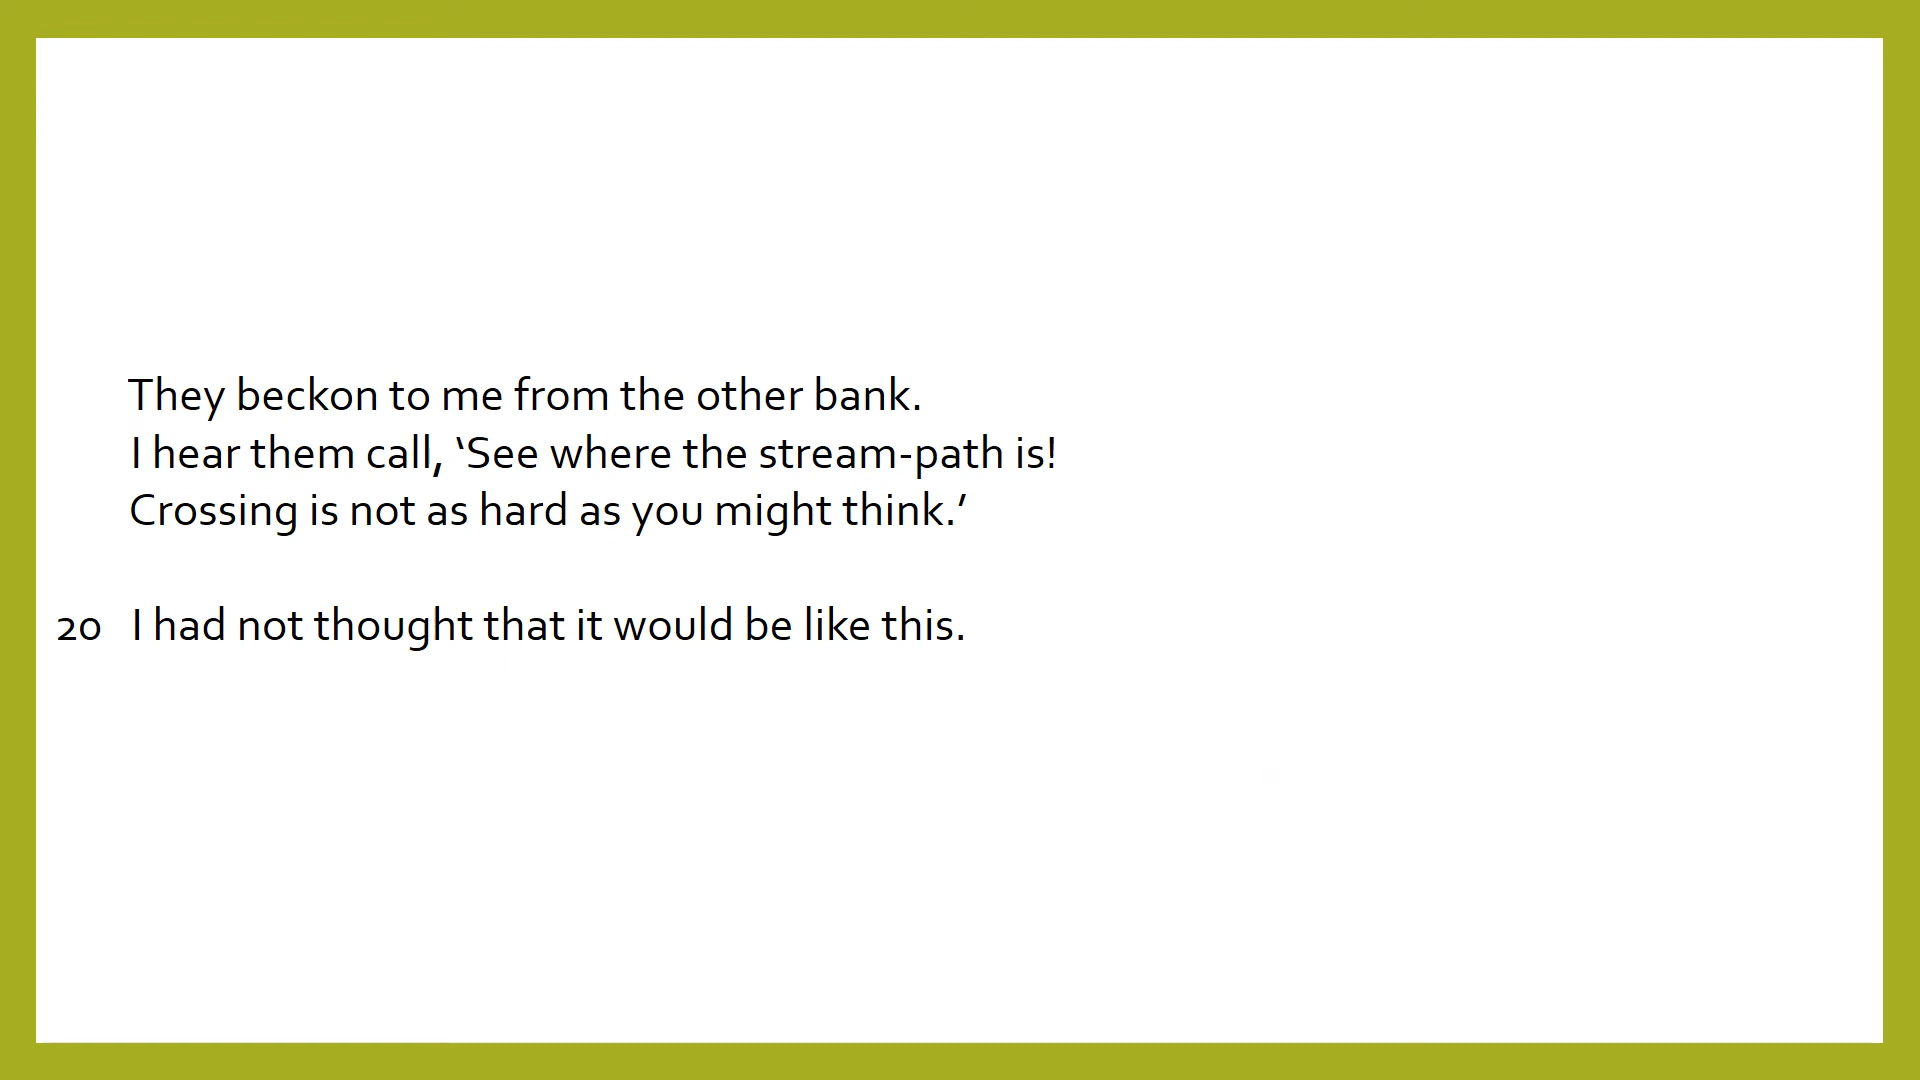 They beckon to me from the other bank.
I hear them call, ‘See where the stream-path is!
Crossing is not as hard as you might think.’
20 I had not thought that it would be like this.